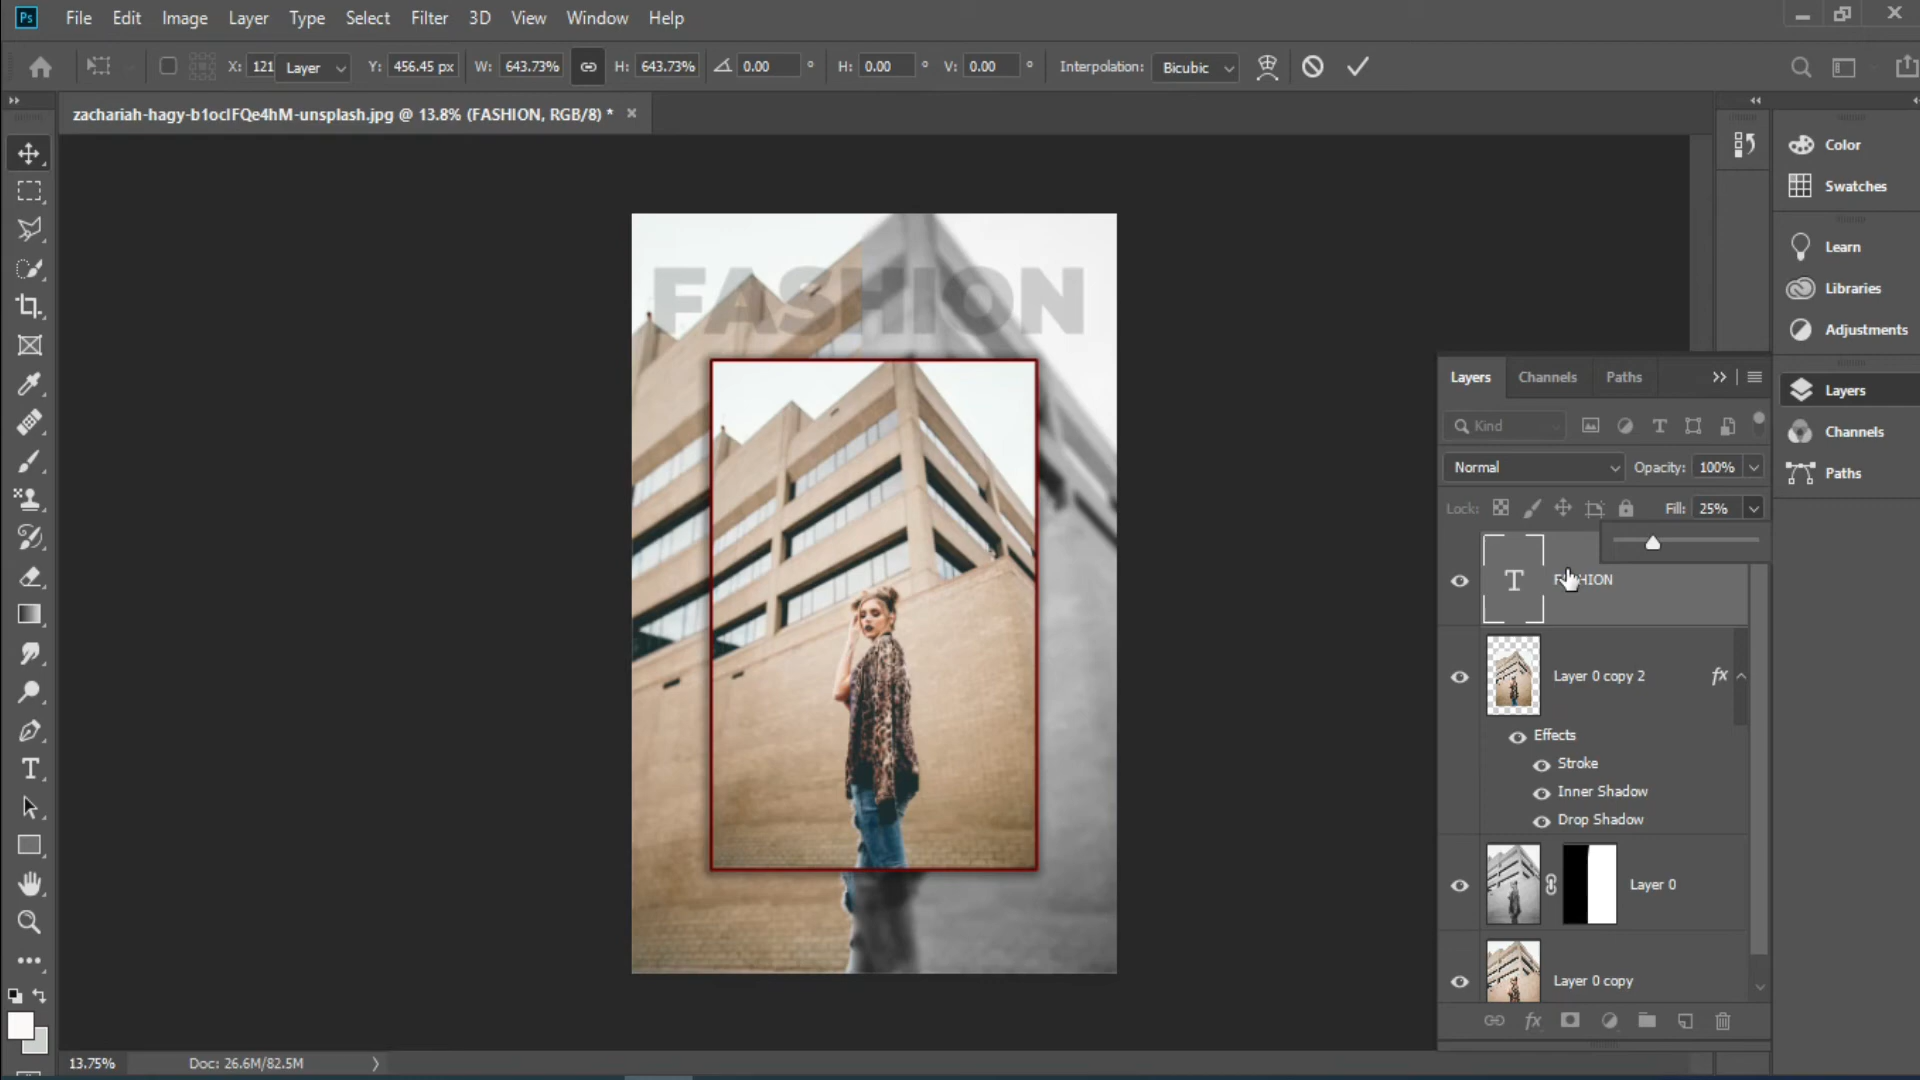 Ps File Edit Image Layer Type Select Filter 3D View Window Help
X: 121 Layer Y: 456.45 px W: 643.73% H: 643.73% 0.00 ° H: 0.00 ° V: 0.00 ° Interpolation: Bicubic
zachariah-hagy-b1oclFQe4hM-unsplash.jpg @ 13.8% (FASHION, RGB/8) *
FASHION
Color
Swatches
Learn
Libraries
Adjustments
Layers
Channels
Paths
Layers Channels Paths
Kind
Normal Opacity: 100%
Lock: Fill: 25%
T FASHION
Layer 0 copy 2 fx
Effects
Stroke
Inner Shadow
Drop Shadow
Layer 0
Layer 0 copy
fx
13.75% Doc: 26.6M/82.5M